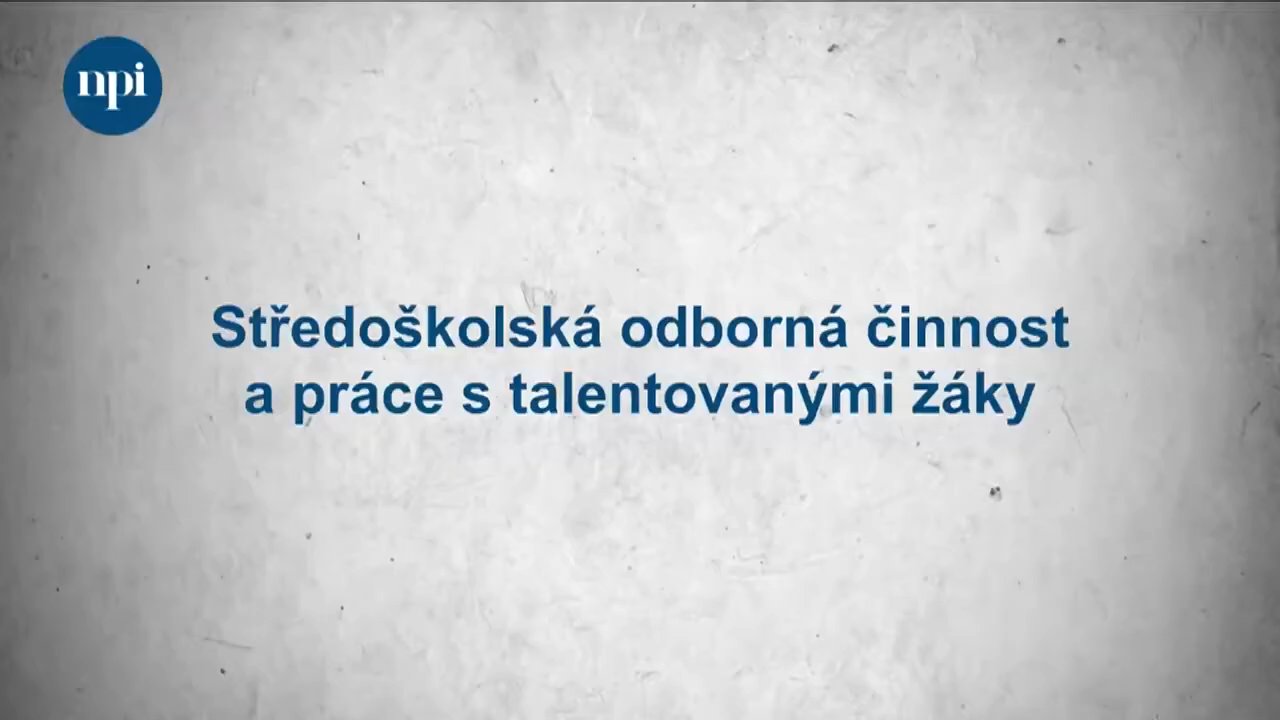 npi
Středoškolská odborná činnost
a práce s talentovanými žáky